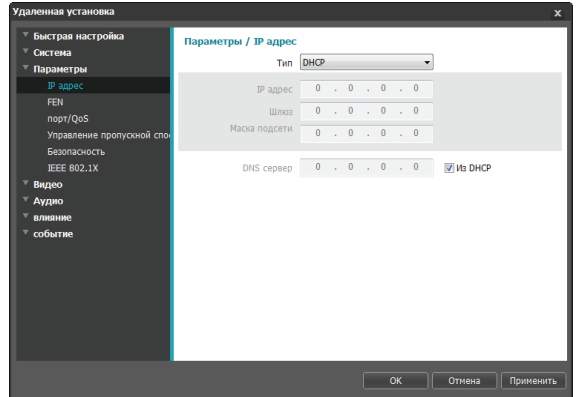 Удаленная установка x
Быстрая настройка
Система
Параметры
IP адрес
FEN
порт/QoS
Управление пропускной спо
Безопасность
IEEE 802.1X
Видео
Аудио
влияние
событие
Параметры / IP адрес
Тип DHCP
IP адрес 0 . 0 . 0 . 0
Шлюз 0 . 0 . 0 . 0
Маска подсети 0 . 0 . 0 . 0
DNS сервер 0 . 0 . 0 . 0 Из DHCP
OK Отмена Применить